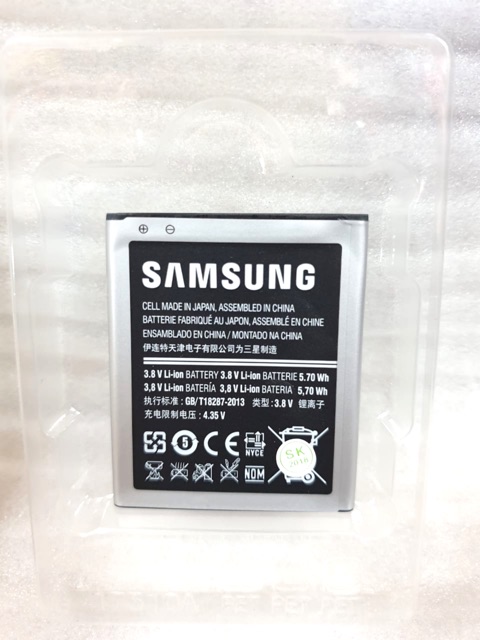 ⊕ ⊖
SAMSUNG
CELL MADE IN JAPAN, ASSEMBLED IN CHINA
BATTERIE FABRIQUÉ AU JAPON, ASSEMBLÉ EN CHINE
ENSAMBLADO EN CHINA / MONTADO NA CHINA
伊连特天津电子有限公司为三星制造
3.8 V Li-ion BATTERY 3.8 V Li-ion BATTERIE 5.70 Wh
3,8 V Li-ion BATERÍA 3,8 V Li-ion BATERIA 5,70 Wh
执行标准 : GB/T18287-2013 类型 : 3.8 V 锂离子
充电限制电压 : 4.35 V
5 CE NYCE
NOM
SK
2016